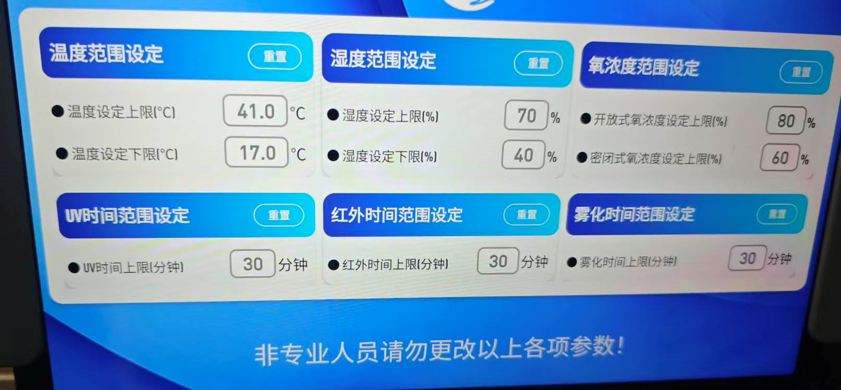 温度范围设定 重置
温度设定上限(°C) 41.0 °C
温度设定下限(°C) 17.0 °C
湿度范围设定 重置
湿度设定上限(%) 70 %
湿度设定下限(%) 40 %
氧浓度范围设定 重置
开放式氧浓度设定上限(%) 80 %
密闭式氧浓度设定上限(%) 60 %
UV时间范围设定 重置
UV时间上限(分钟) 30 分钟
红外时间范围设定 重置
红外时间上限(分钟) 30 分钟
雾化时间范围设定 重置
雾化时间上限(分钟) 30 分钟
非专业人员请勿更改以上各项参数!